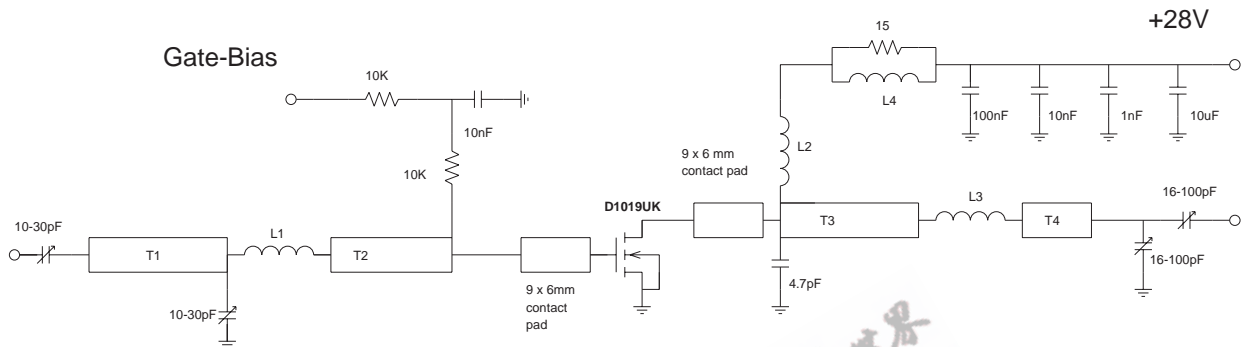 +28V
Gate-Bias
15
10K
L4
100nF
10nF
1nF
10uF
10nF
L2
9 x 6 mm
contact pad
10K
D1019UK
L3
16-100pF
10-30pF
L1
T1
T2
T3
T4
16-100pF
4.7pF
9 x 6mm
contact
pad
10-30pF